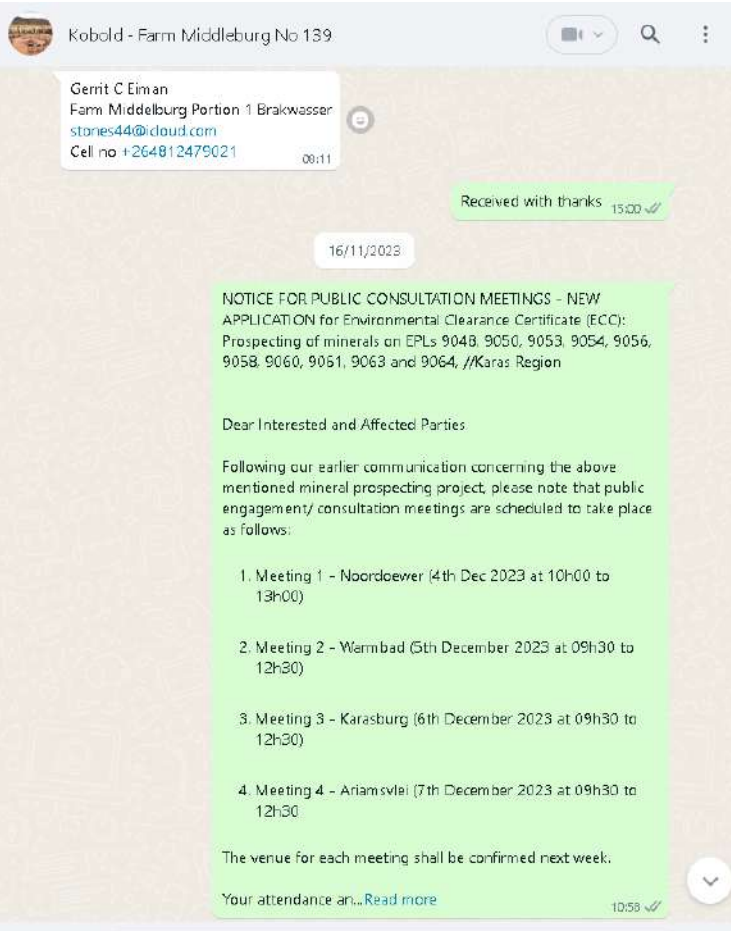 Kobold - Farm Middleburg No 139
Gerrit C Eiman
Farm Middelburg Portion 1 Brakwasser
stones44@icloud.com
Cell no +264812479021
08:11
Received with thanks
15:00
16/11/2023
NOTICE FOR PUBLIC CONSULTATION MEETINGS - NEW
APPLICATION for Environmental Clearance Certificate (ECC):
Prospecting of minerals on EPLs 9048, 9050, 9053, 9054, 9056,
9058, 9060, 9061, 9063 and 9064, //Karas Region
Dear Interested and Affected Parties
Following our earlier communication concerning the above
mentioned mineral prospecting project, please note that public
engagement/ consultation meetings are scheduled to take place
as follows:
1. Meeting 1 - Noordoewer (4th Dec 2023 at 10h00 to
13h00)
2. Meeting 2 - Warmbad (5th December 2023 at 09h30 to
12h30)
3. Meeting 3 - Karasburg (6th December 2023 at 09h30 to
12h30)
4. Meeting 4 - Ariamsvlei (7th December 2023 at 09h30 to
12h30
The venue for each meeting shall be confirmed next week.
Your attendance an...Read more
10:58